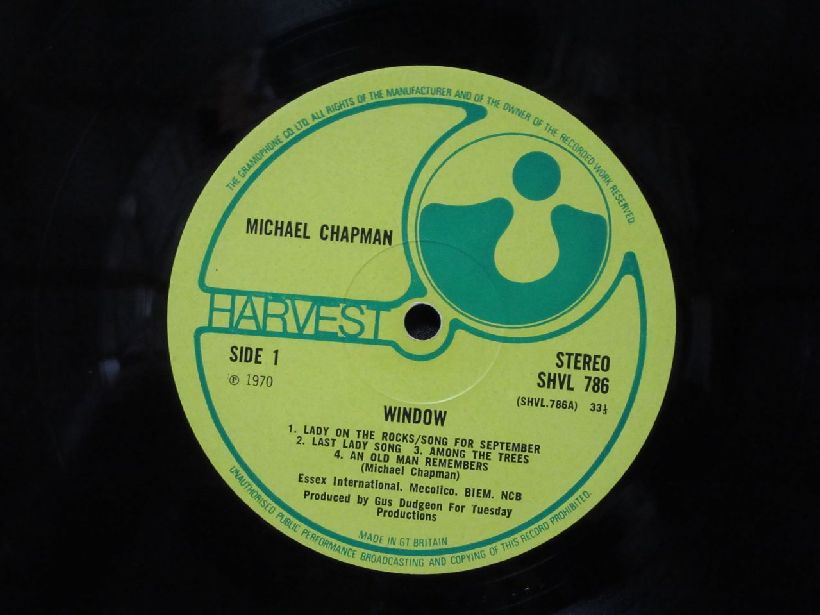 THE GRAMOPHONE CO LTD. ALL RIGHTS OF THE MANUFACTURER AND OF THE OWNER OF THE RECORDED WORK RESERVED.
MICHAEL CHAPMAN
HARVEST
SIDE 1
℗ 1970
STEREO
SHVL 786
(SHVL.786A) 33⅓
WINDOW
1. LADY ON THE ROCKS/SONG FOR SEPTEMBER
2. LAST LADY SONG 3. AMONG THE TREES
4. AN OLD MAN REMEMBERS
(Michael Chapman)
Essex International. Mecolico. BIEM. NCB
Produced by Gus Dudgeon For Tuesday
Productions
MADE IN GT BRITAIN
UNAUTHORISED PUBLIC PERFORMANCE BROADCASTING AND COPYING OF THIS RECORD PROHIBITED.